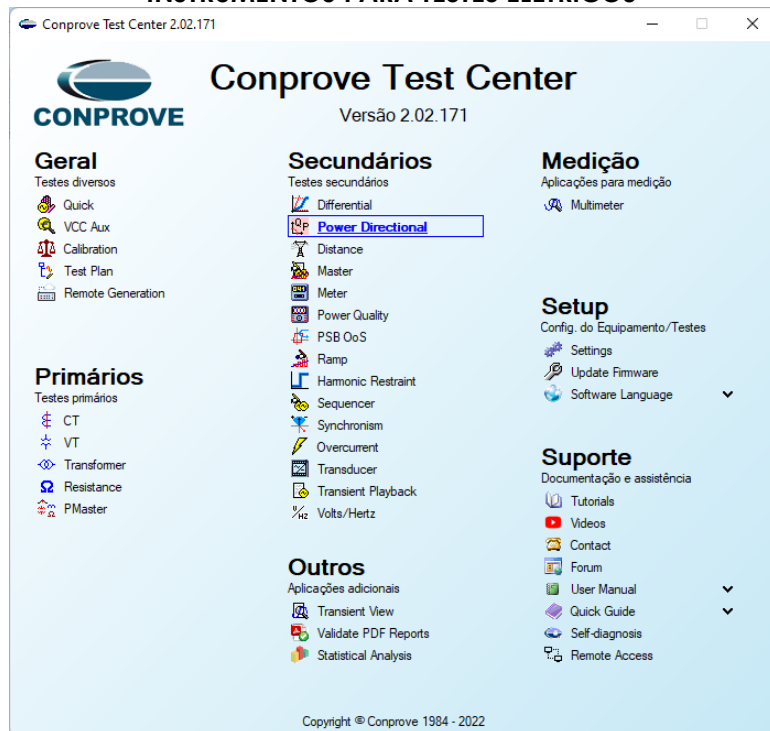 INSTRUMENTOS PARA TESTES ELÉTRICOS
Conprove Test Center 2.02.171
CONPROVE
Conprove Test Center
Versão 2.02.171
Geral
Testes diversos
Quick
VCC Aux
Calibration
Test Plan
Remote Generation
Primários
Testes primários
CT
VT
Transformer
Resistance
PMaster
Secundários
Testes secundários
Differential
Power Directional
Distance
Master
Meter
Power Quality
PSB OoS
Ramp
Harmonic Restraint
Sequencer
Synchronism
Overcurrent
Transducer
Transient Playback
Volts/Hertz
Outros
Aplicações adicionais
Transient View
Validate PDF Reports
Statistical Analysis
Medição
Aplicações para medição
Multimeter
Setup
Config. do Equipamento/Testes
Settings
Update Firmware
Software Language
Suporte
Documentação e assistência
Tutorials
Videos
Contact
Forum
User Manual
Quick Guide
Self-diagnosis
Remote Access
Copyright © Conprove 1984 - 2022